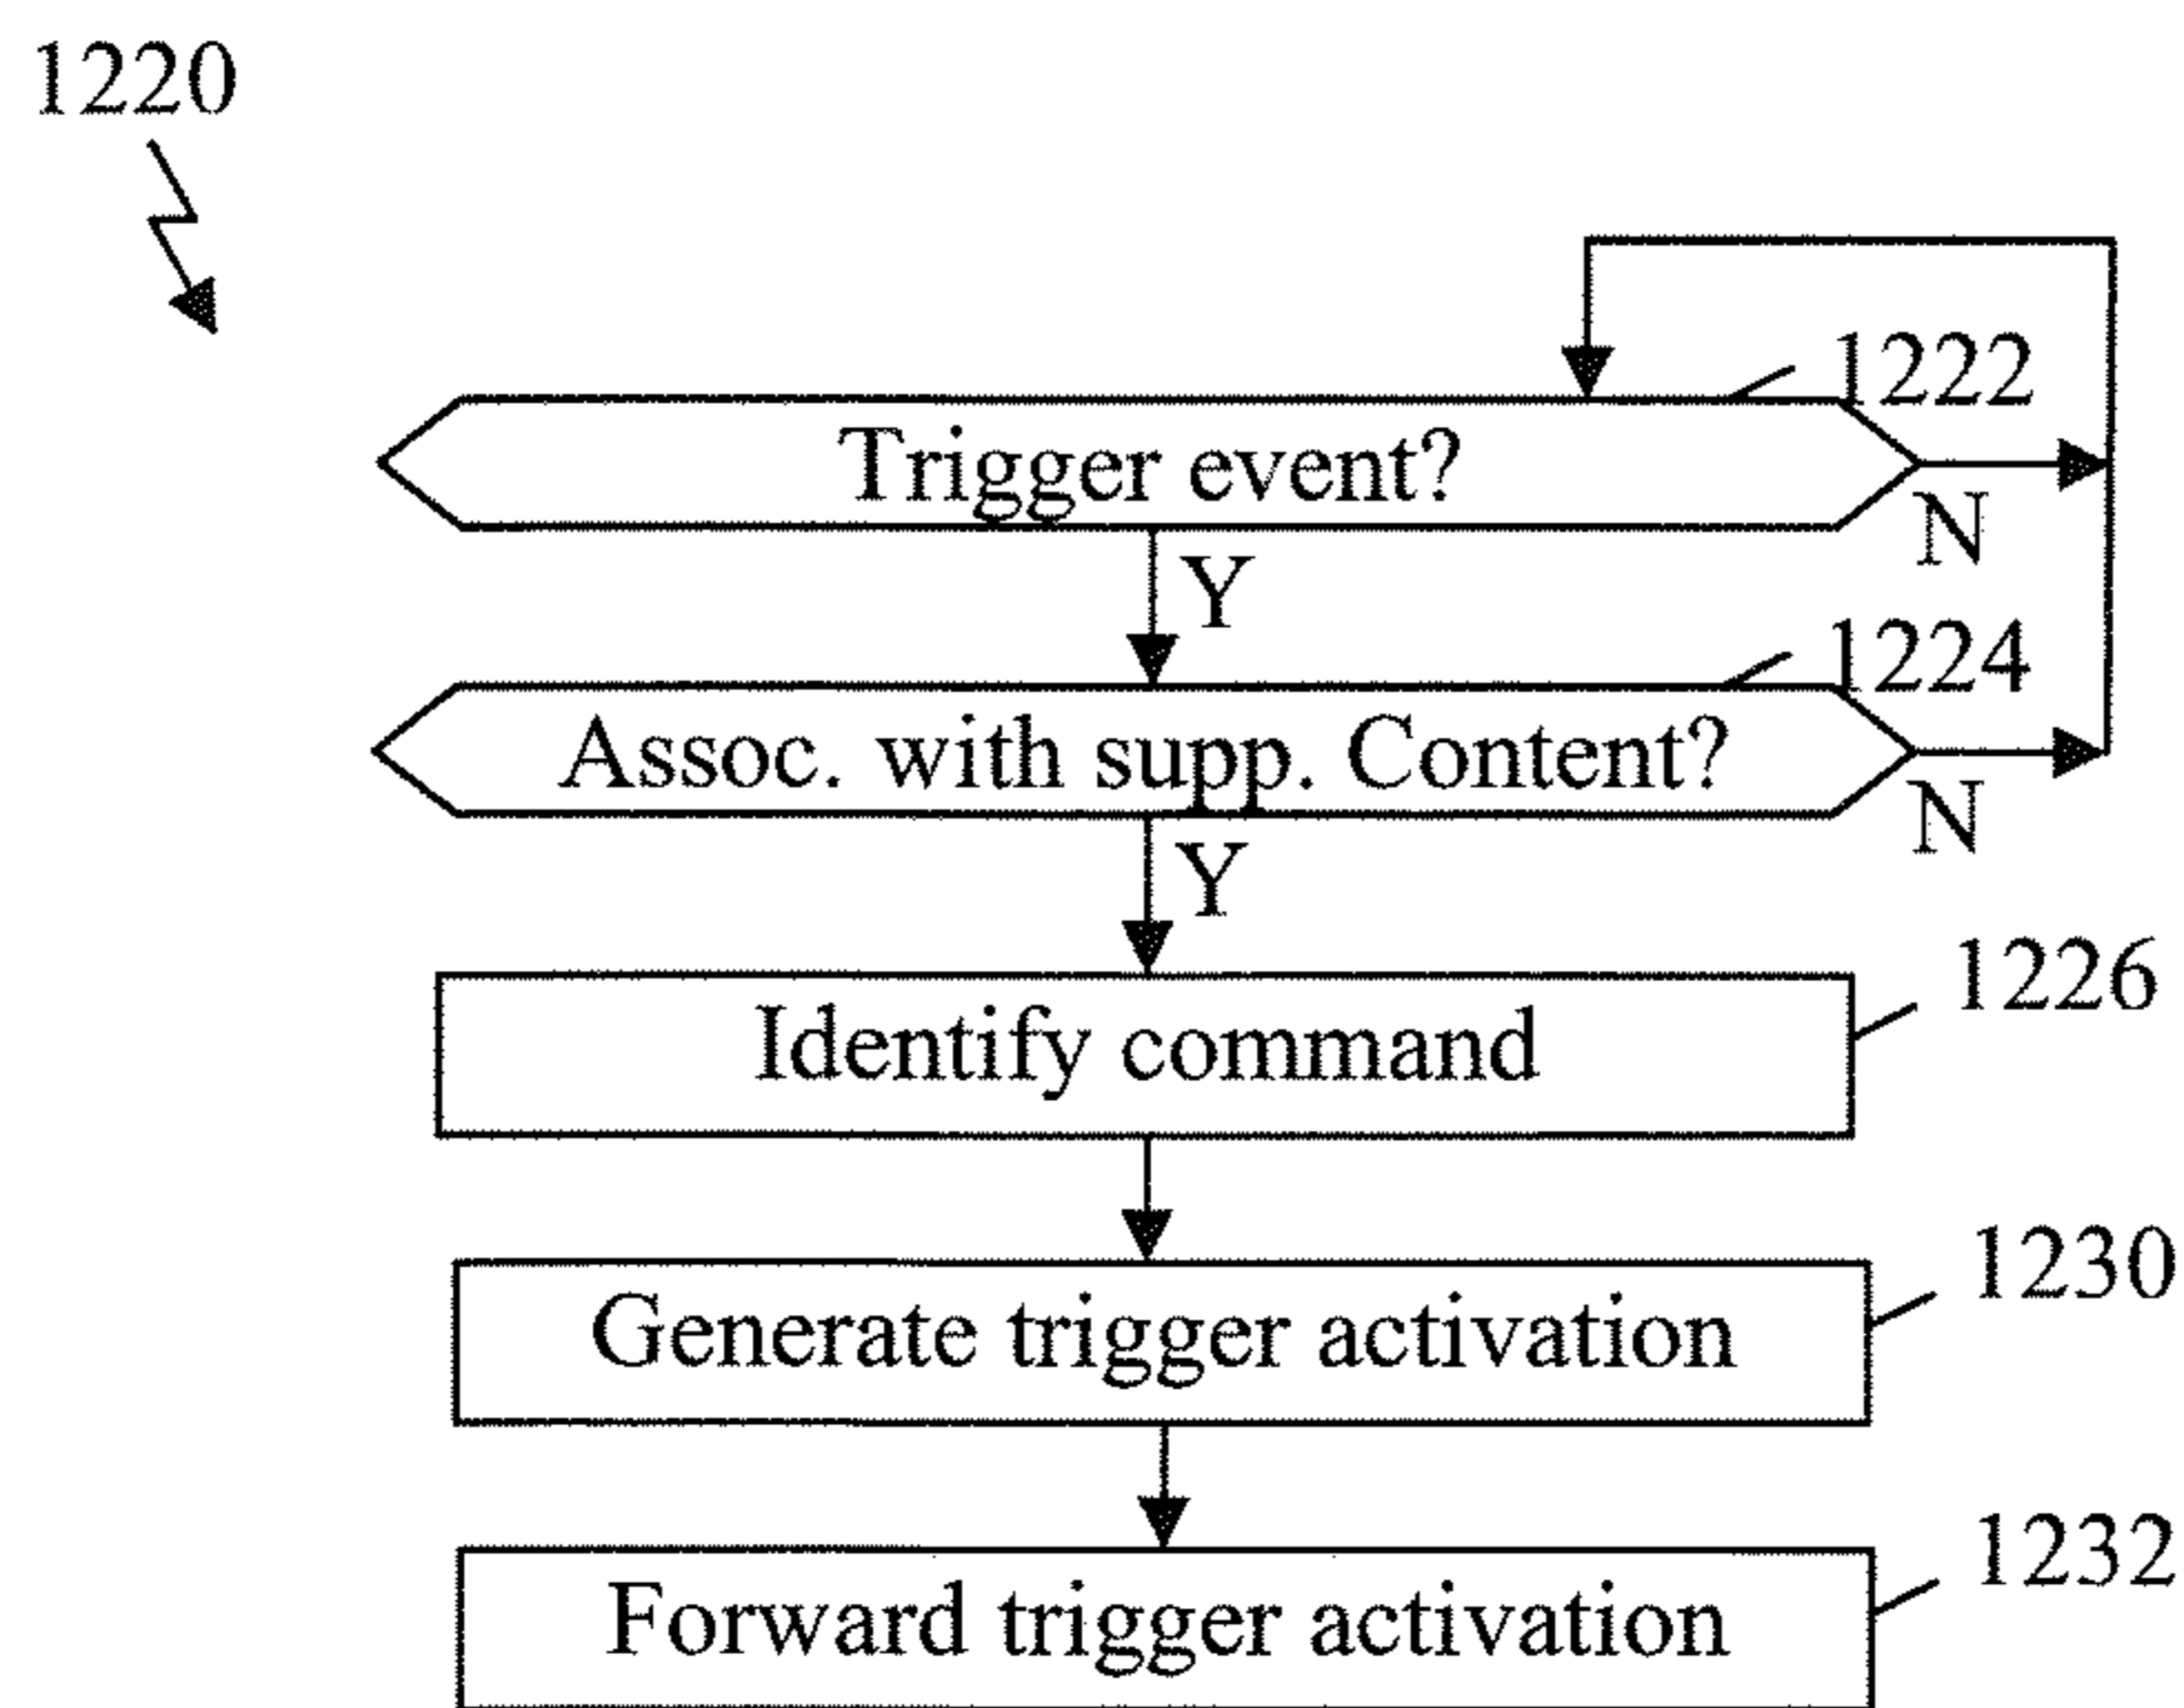 1220
1222
Trigger event?
N
Y
1224
Assoc. with supp. Content?
N
Y
1226
Identify command
1230
Generate trigger activation
1232
Forward trigger activation